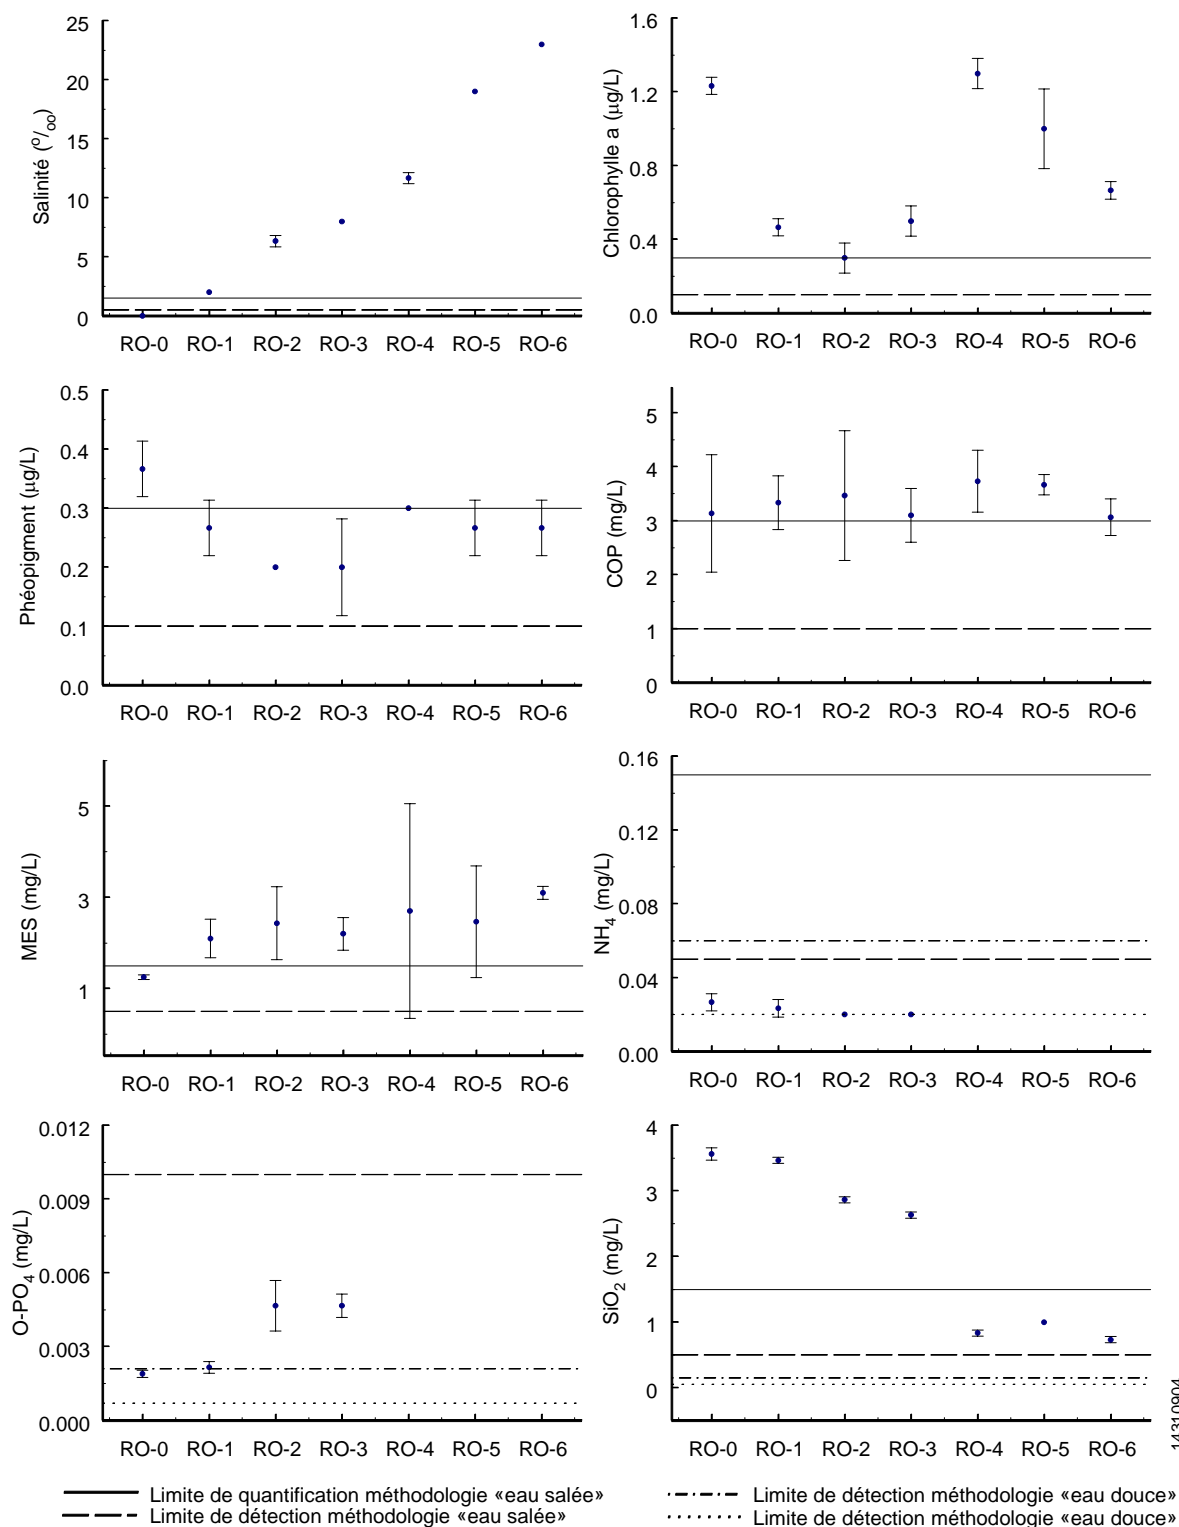 25
20
15
10
5
0
Salinité (⁰/₀₀)
RO-0 RO-1 RO-2 RO-3 RO-4 RO-5 RO-6
1.6
1.2
0.8
0.4
0.0
Chlorophylle a (µg/L)
RO-0 RO-1 RO-2 RO-3 RO-4 RO-5 RO-6
0.5
0.4
0.3
0.2
0.1
0.0
Phéopigment (µg/L)
RO-0 RO-1 RO-2 RO-3 RO-4 RO-5 RO-6
5
4
3
2
1
0
COP (mg/L)
RO-0 RO-1 RO-2 RO-3 RO-4 RO-5 RO-6
5
3
1
MES (mg/L)
RO-0 RO-1 RO-2 RO-3 RO-4 RO-5 RO-6
0.16
0.12
0.08
0.04
0.00
NH₄ (mg/L)
RO-0 RO-1 RO-2 RO-3 RO-4 RO-5 RO-6
0.012
0.009
0.006
0.003
0.000
O-PO₄ (mg/L)
RO-0 RO-1 RO-2 RO-3 RO-4 RO-5 RO-6
4
3
2
1
0
SiO₂ (mg/L)
RO-0 RO-1 RO-2 RO-3 RO-4 RO-5 RO-6
14310904
Limite de quantification méthodologie «eau salée»
Limite de détection méthodologie «eau salée»
Limite de détection méthodologie «eau douce»
Limite de détection méthodologie «eau douce»